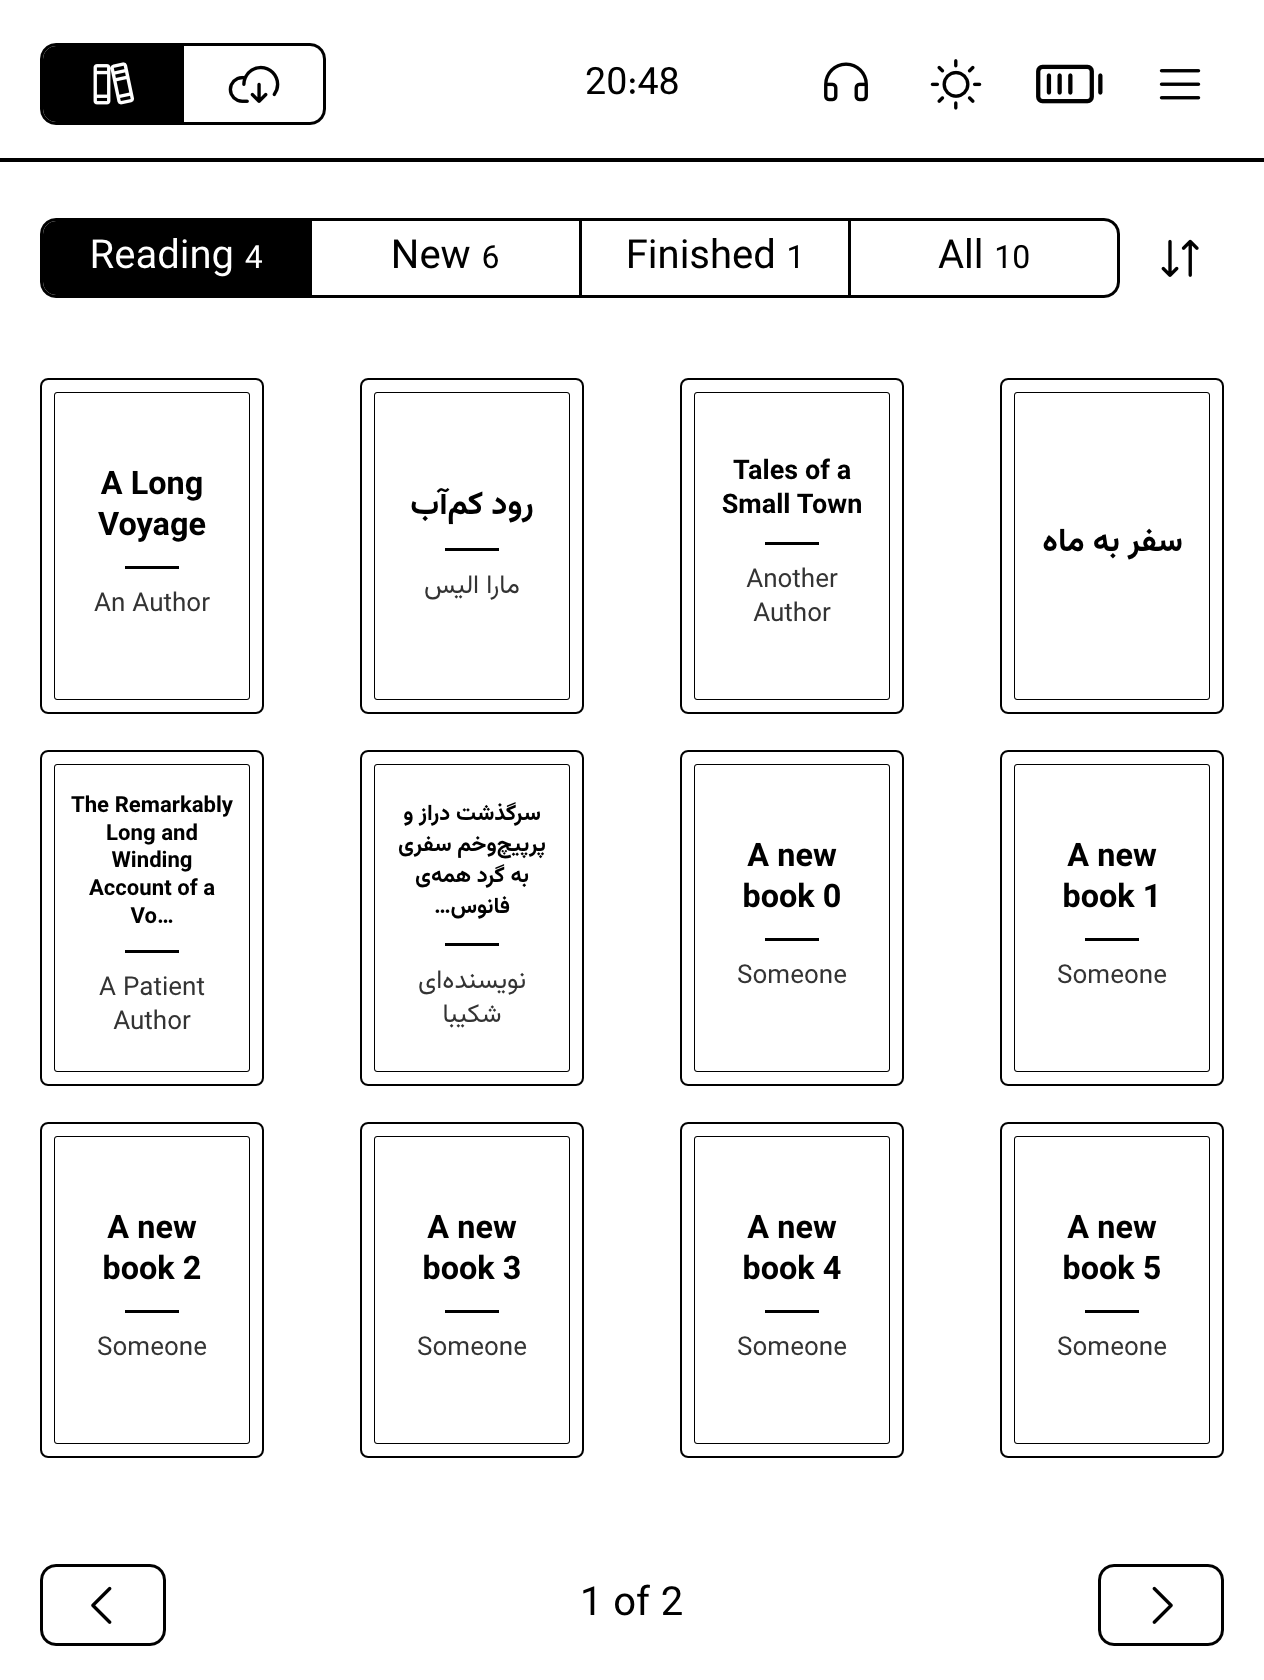 20:48
Reading 4
New 6
Finished 1
All 10
A Long
Voyage
An Author
رود کم‌آب
مارا الیس
Tales of a
Small Town
Another
Author
سفر به ماه
The Remarkably
Long and
Winding
Account of a
Vo…
A Patient
Author
سرگذشت دراز و
پرپیچ‌وخم سفری
به گرد همه‌ی
فانوس…
نویسنده‌ای
شکیبا
A new
book 0
Someone
A new
book 1
Someone
A new
book 2
Someone
A new
book 3
Someone
A new
book 4
Someone
A new
book 5
Someone
1 of 2